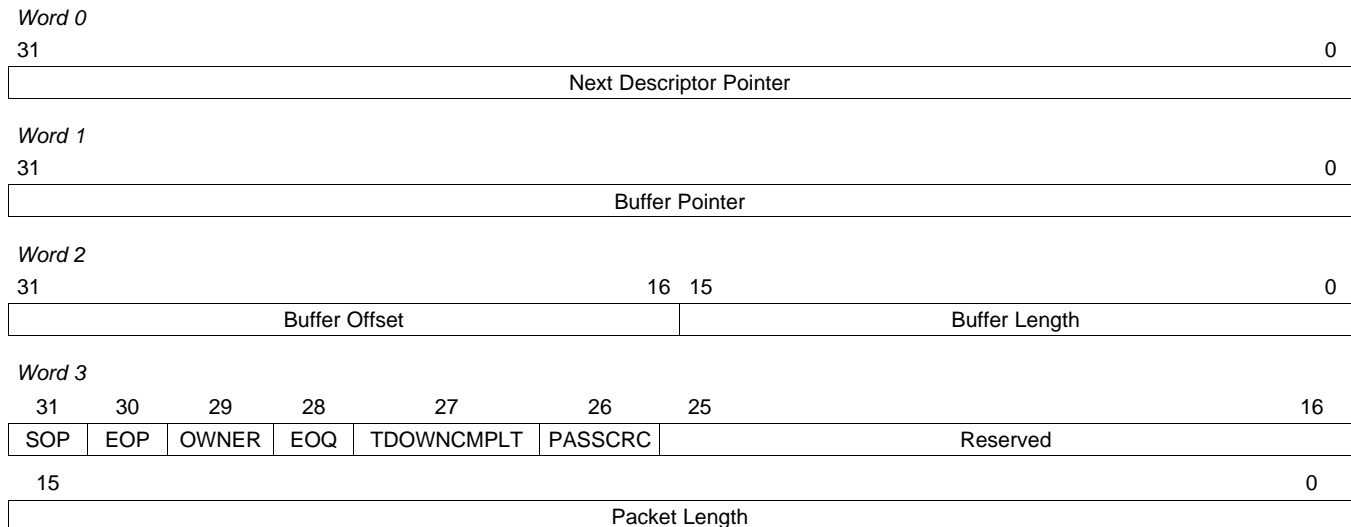 Word 0
31 0
Next Descriptor Pointer
Word 1
31 0
Buffer Pointer
Word 2
31 16 15 0
Buffer Offset Buffer Length
Word 3
31 30 29 28 27 26 25 16
SOP EOP OWNER EOQ TDOWNCMPLT PASSCRC Reserved
15 0
Packet Length